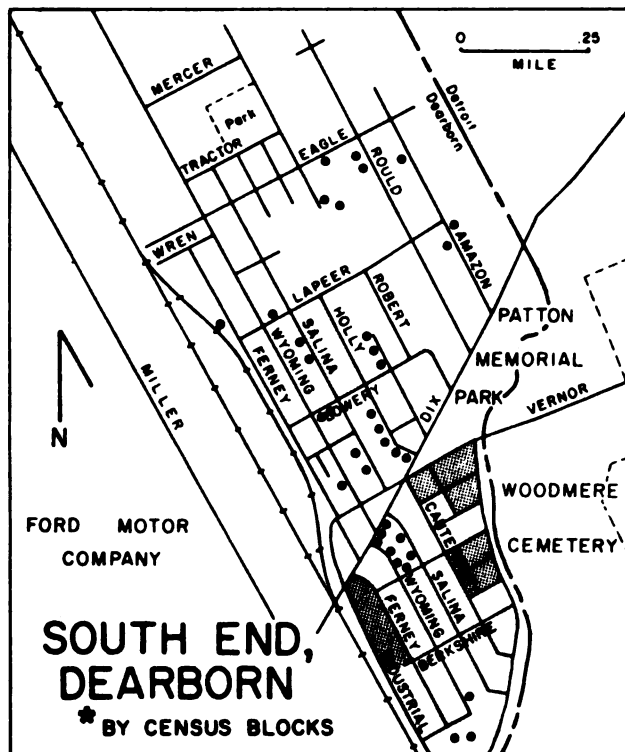 0 .25
MILE
MERCER
Park
TRACTOR
EAGLE
ROULD
Detroit
Dearborn
WREN
AMAZON
LAPEER
ROBERT
HOLLY
SALINA
WYOMING
FERNEY
PATTON
MEMORIAL
PARK
MILLER
N
DIX
VERNOR
WOODMERE
CEMETERY
FORD MOTOR
COMPANY
SALINA
WYOMING
FERNEY
BERKSHIRE
SOUTH END,
DEARBORN
* BY CENSUS BLOCKS